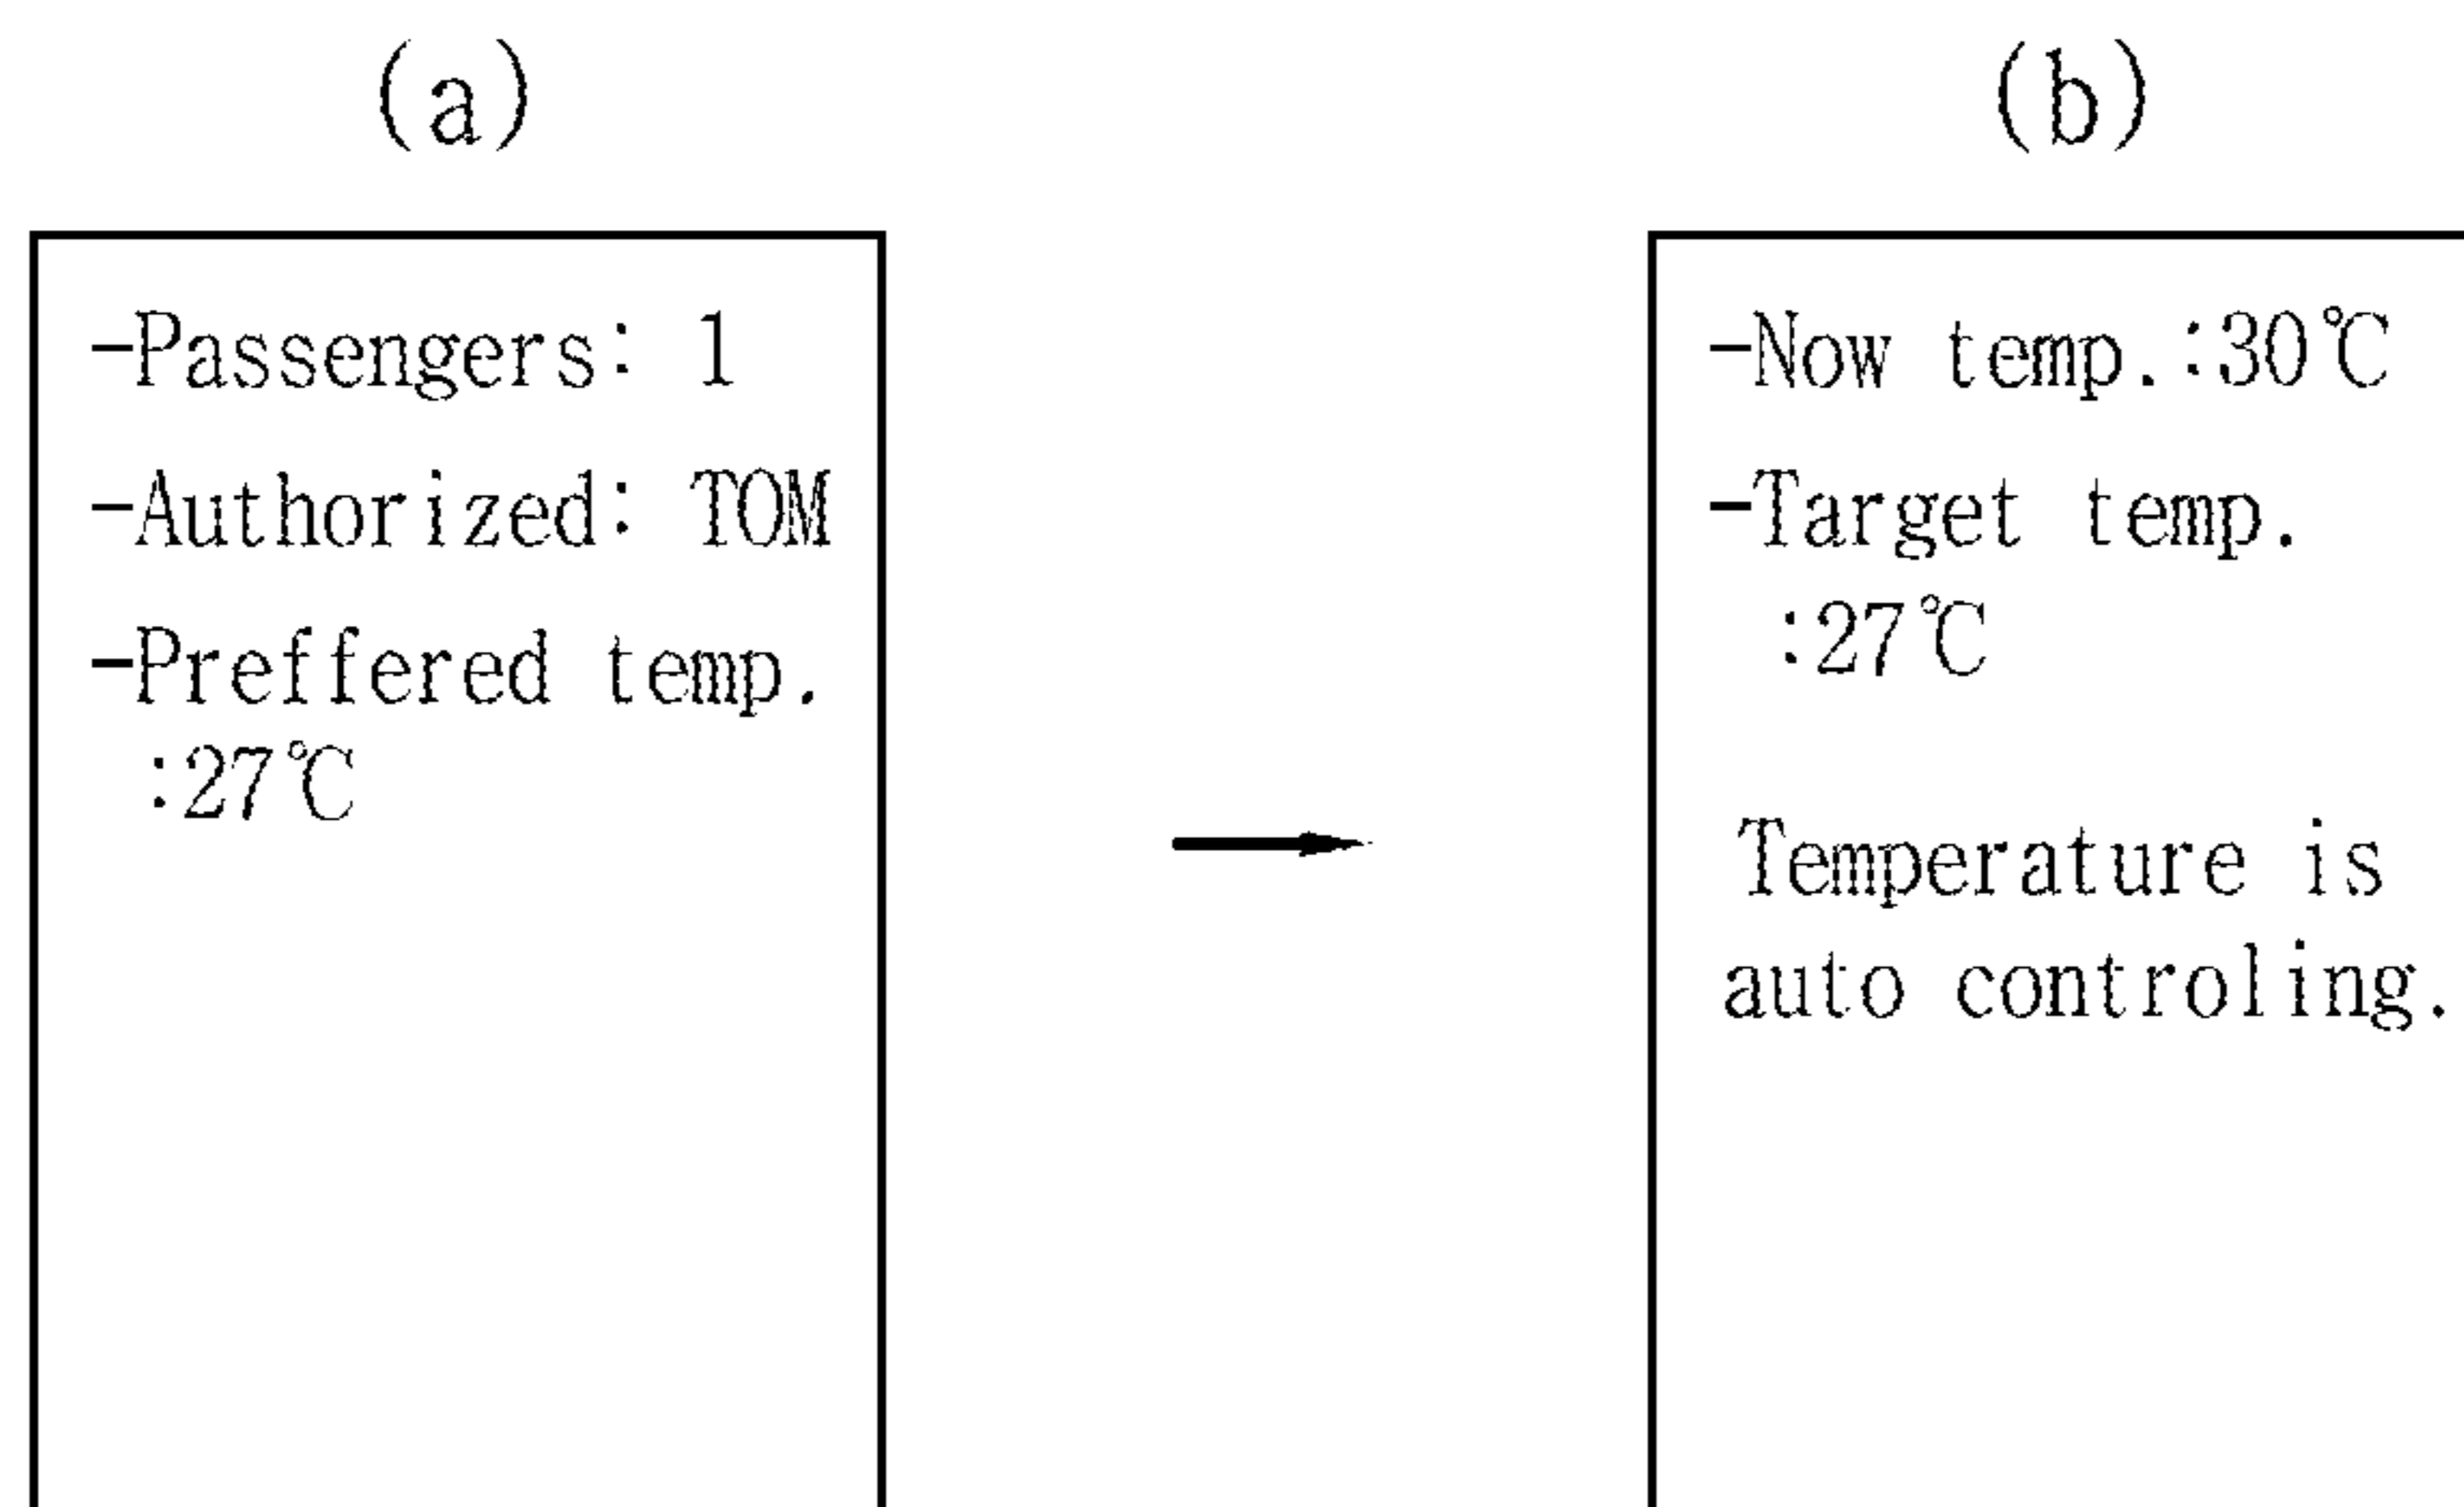 (a)
-Passengers: 1
-Authorized: TOM
-Preffered temp.
:27℃
(b)
-Now temp.:30℃
-Target temp.
:27℃
Temperature is
auto controling.